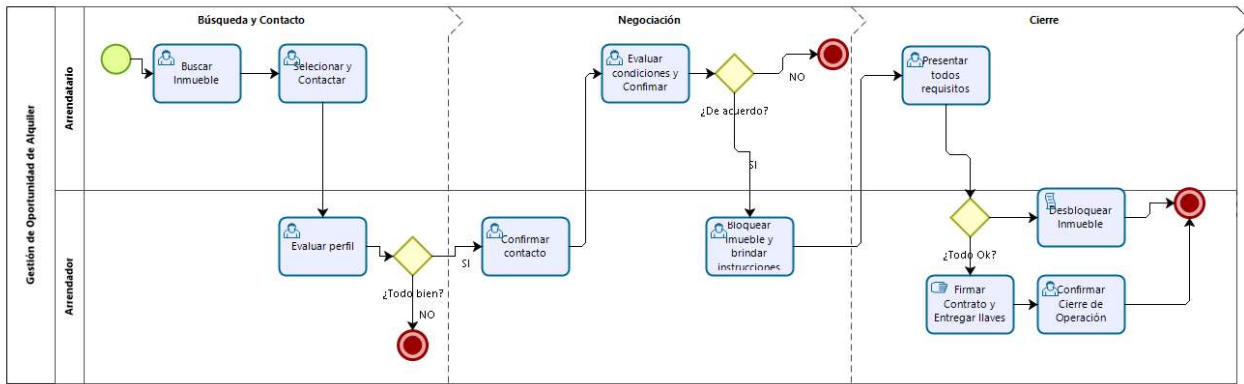 Búsqueda y Contacto
Negociación
Cierre
Gestión de Oportunidad de Alquiler
Arrendatario
Buscar
Inmueble
Selecionar y
Contactar
Evaluar
condiciones y
Confimar
¿De acuerdo?
NO
SI
Presentar
todos
requisitos
Arrendador
Evaluar perfil
¿Todo bien?
SI
NO
Confirmar
contacto
Bloquear
imueble y
brindar
instrucciones
¿Todo Ok?
Desbloquear
Inmueble
Firmar
Contrato y
Entregar llaves
Confirmar
Cierre de
Operación